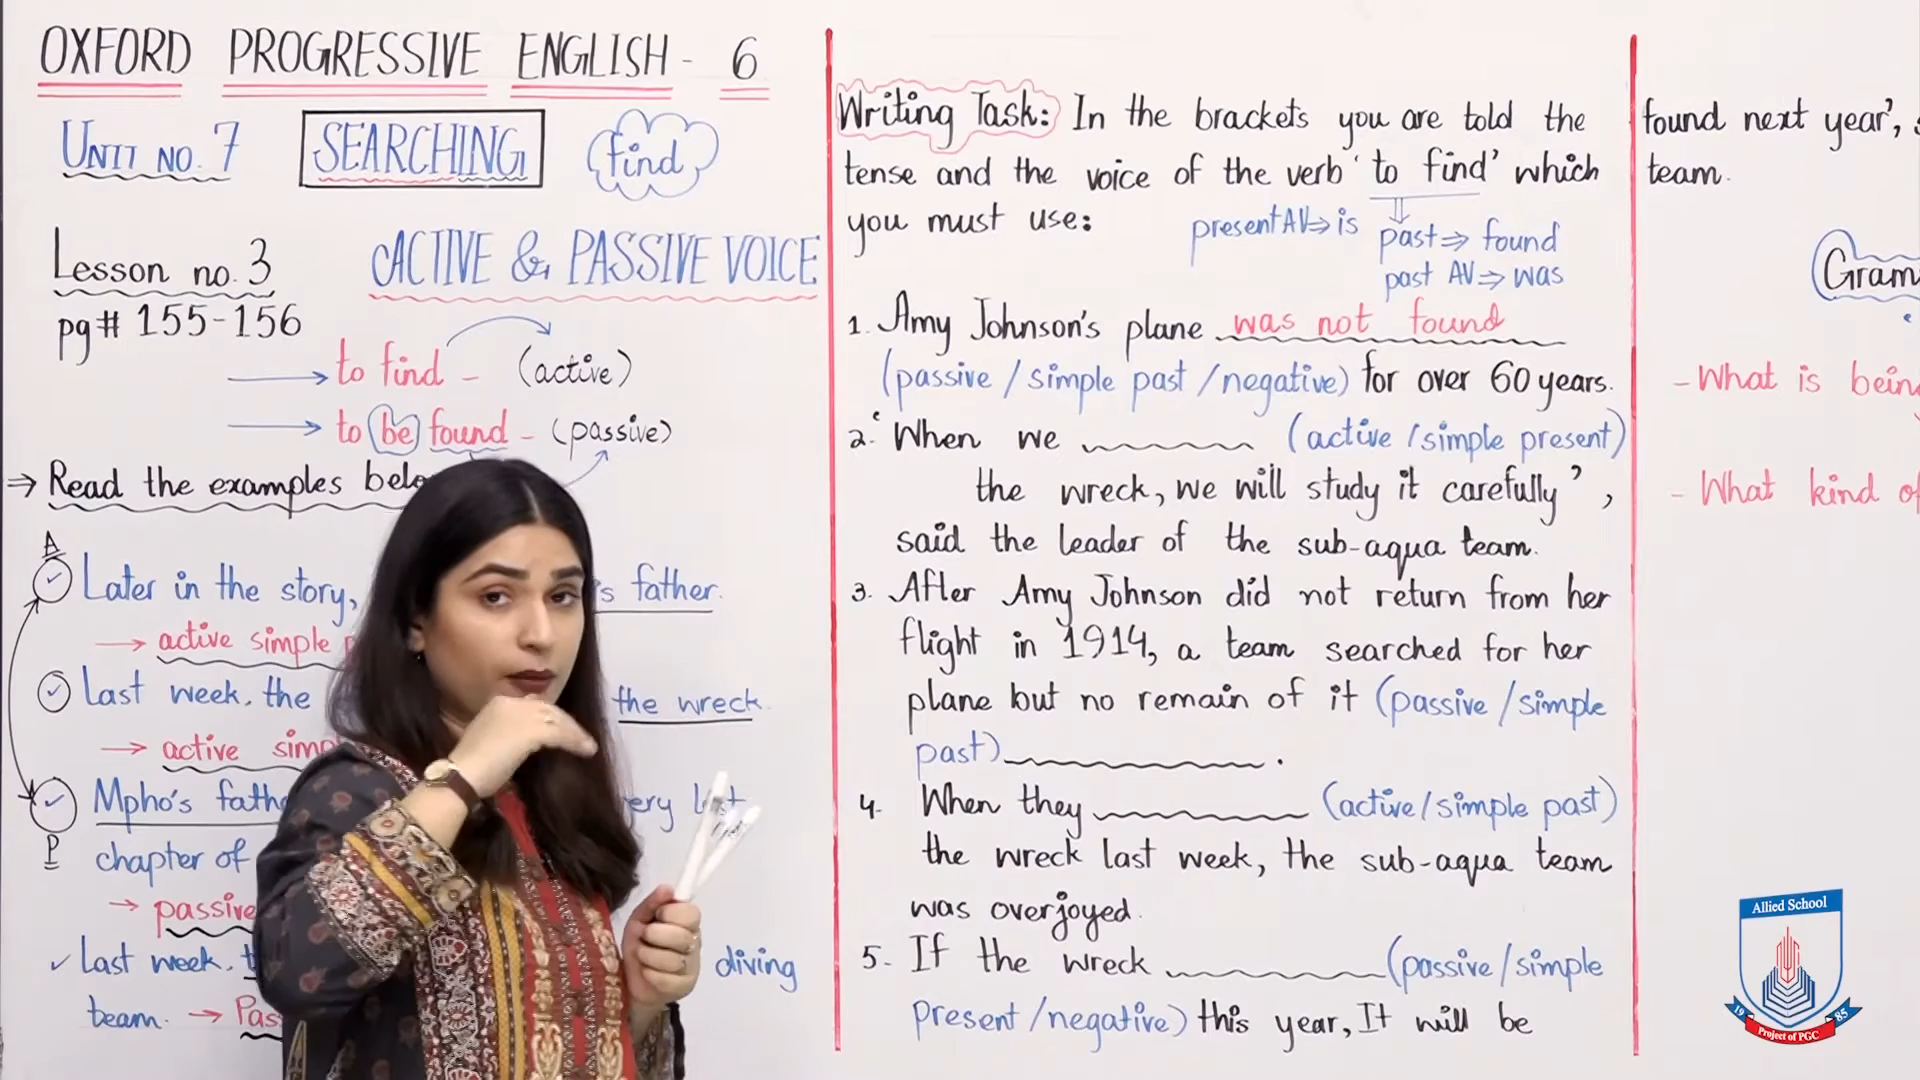 OXFORD PROGRESSIVE ENGLISH - 6
UNIT NO. 7 SEARCHING find
Lesson no. 3 ACTIVE & PASSIVE VOICE
pg# 155-156
to find - (active)
to be found - (passive)
⇒ Read the examples
A
Later in the story, father.
→ active simple
Last week, the the wreck.
→ active
Mpho's last
P
chapter of
→ passive
✓ Last week, diving
team. →
Writing Task: In the brackets you are told the
tense and the voice of the verb 'to find' which
you must use: present AV⇒ is past ⇒ found
past AV ⇒ was
1. Amy Johnson's plane was not found
(passive / simple past / negative) for over 60 years.
2. 'When we ______ (active / simple present)
the wreck, we will study it carefully',
said the leader of the sub-aqua team.
3. After Amy Johnson did not return from her
flight in 1914, a team searched for her
plane but no remain of it (passive / simple
past) ______ .
4. When they ______ (active / simple past)
the wreck last week, the sub-aqua team
was overjoyed.
5. If the wreck ______ (passive / simple
present / negative) this year, It will be
found next year',
team.
- What is
- What kind
Allied School
19 85
Project of PGC